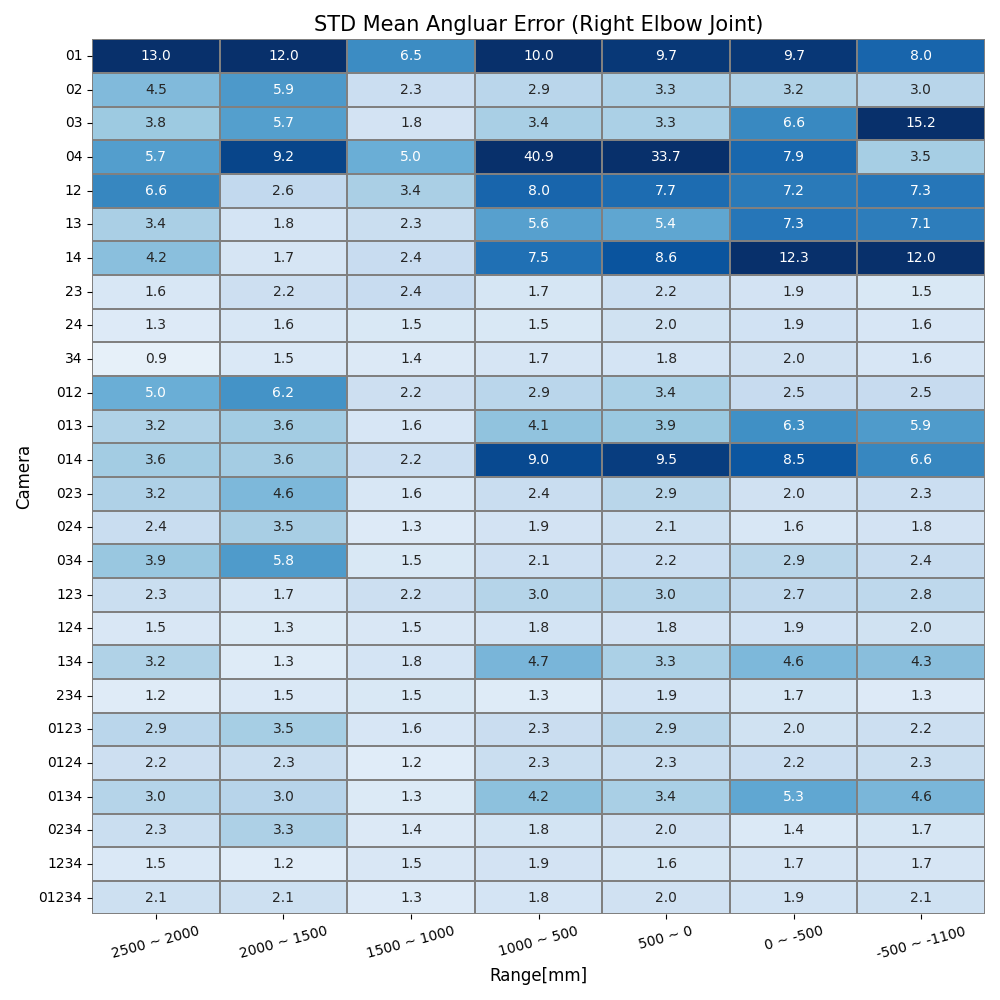 STD Mean Angluar Error (Right Elbow Joint)
01 13.0 12.0 6.5 10.0 9.7 9.7 8.0
02 4.5 5.9 2.3 2.9 3.3 3.2 3.0
03 3.8 5.7 1.8 3.4 3.3 6.6 15.2
04 5.7 9.2 5.0 40.9 33.7 7.9 3.5
12 6.6 2.6 3.4 8.0 7.7 7.2 7.3
13 3.4 1.8 2.3 5.6 5.4 7.3 7.1
14 4.2 1.7 2.4 7.5 8.6 12.3 12.0
23 1.6 2.2 2.4 1.7 2.2 1.9 1.5
24 1.3 1.6 1.5 1.5 2.0 1.9 1.6
34 0.9 1.5 1.4 1.7 1.8 2.0 1.6
012 5.0 6.2 2.2 2.9 3.4 2.5 2.5
013 3.2 3.6 1.6 4.1 3.9 6.3 5.9
014 3.6 3.6 2.2 9.0 9.5 8.5 6.6
023 3.2 4.6 1.6 2.4 2.9 2.0 2.3
024 2.4 3.5 1.3 1.9 2.1 1.6 1.8
034 3.9 5.8 1.5 2.1 2.2 2.9 2.4
123 2.3 1.7 2.2 3.0 3.0 2.7 2.8
124 1.5 1.3 1.5 1.8 1.8 1.9 2.0
134 3.2 1.3 1.8 4.7 3.3 4.6 4.3
234 1.2 1.5 1.5 1.3 1.9 1.7 1.3
0123 2.9 3.5 1.6 2.3 2.9 2.0 2.2
0124 2.2 2.3 1.2 2.3 2.3 2.2 2.3
0134 3.0 3.0 1.3 4.2 3.4 5.3 4.6
0234 2.3 3.3 1.4 1.8 2.0 1.4 1.7
1234 1.5 1.2 1.5 1.9 1.6 1.7 1.7
01234 2.1 2.1 1.3 1.8 2.0 1.9 2.1
Camera
2500 ~ 2000 2000 ~ 1500 1500 ~ 1000 1000 ~ 500 500 ~ 0 0 ~ -500 -500 ~ -1100
Range[mm]